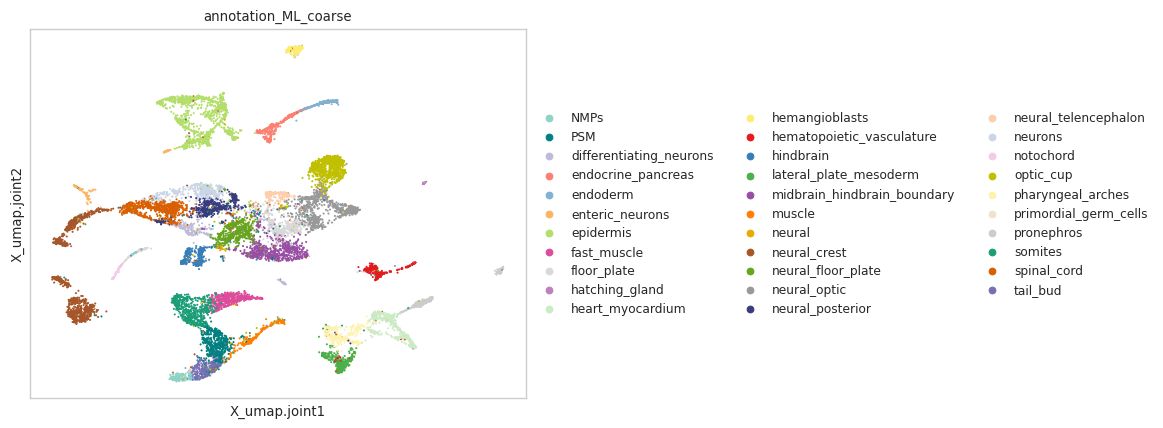 annotation_ML_coarse
X_umap.joint2
X_umap.joint1
NMPs
PSM
differentiating_neurons
endocrine_pancreas
endoderm
enteric_neurons
epidermis
fast_muscle
floor_plate
hatching_gland
heart_myocardium
hemangioblasts
hematopoietic_vasculature
hindbrain
lateral_plate_mesoderm
midbrain_hindbrain_boundary
muscle
neural
neural_crest
neural_floor_plate
neural_optic
neural_posterior
neural_telencephalon
neurons
notochord
optic_cup
pharyngeal_arches
primordial_germ_cells
pronephros
somites
spinal_cord
tail_bud